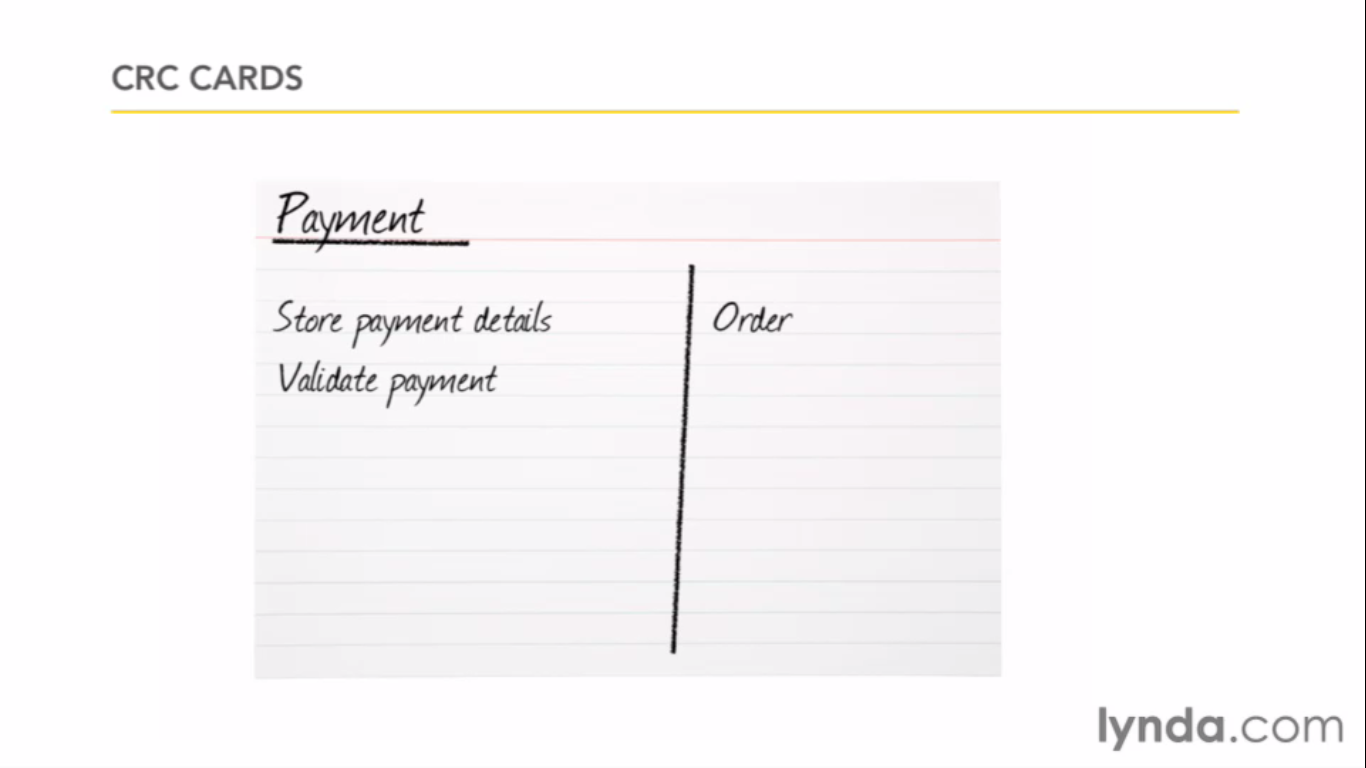 CRC CARDS
Payment
Store payment details
Order
Validate payment
lynda.com